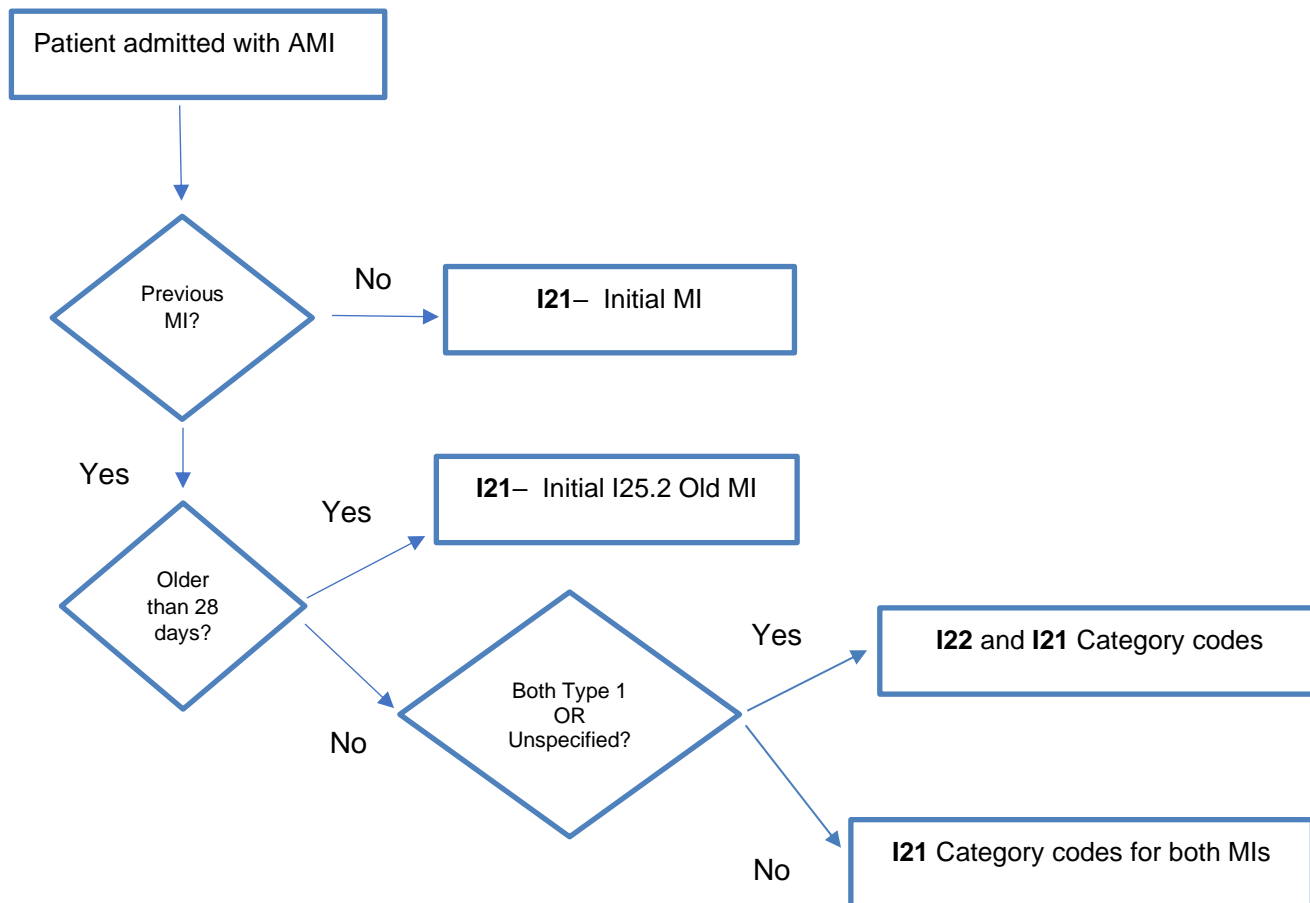 Patient admitted with AMI
Previous
MI?
No
I21– Initial MI
Yes
Older
than 28
days?
Yes
I21– Initial I25.2 Old MI
No
Both Type 1
OR
Unspecified?
Yes
I22 and I21 Category codes
No
I21 Category codes for both MIs